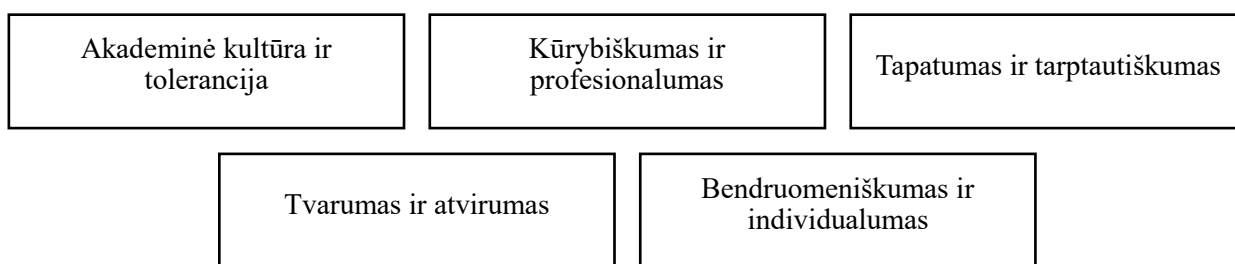 Akademinė kultūra ir
tolerancija
Kūrybiškumas ir
profesionalumas
Tapatumas ir tarptautiškumas
Tvarumas ir atvirumas
Bendruomeniškumas ir
individualumas